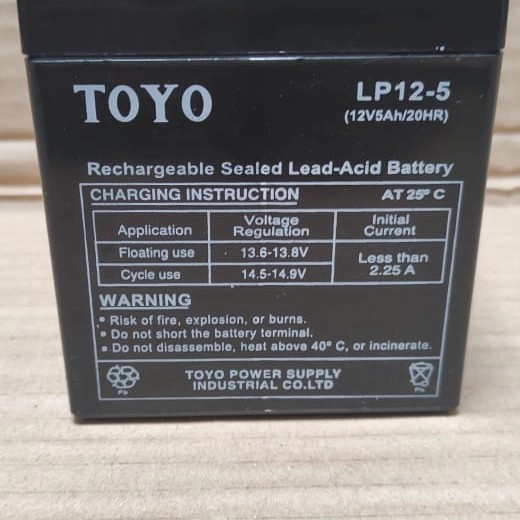 TOYO
LP12-5
(12V5Ah/20HR)
Rechargeable Sealed Lead-Acid Battery
CHARGING INSTRUCTION AT 25° C
Application Voltage Regulation Initial Current
Floating use 13.6-13.8V Less than 2.25 A
Cycle use 14.5-14.9V
WARNING
• Risk of fire, explosion, or burns.
• Do not short the battery terminal.
• Do not disassemble, heat above 40° C, or incinerate.
TOYO POWER SUPPLY
INDUSTRIAL CO.LTD
Pb
Pb